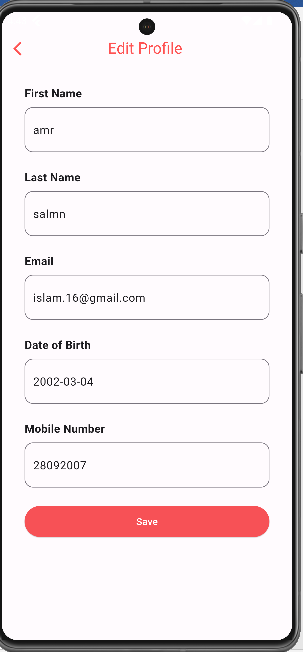 Edit Profile
First Name
amr
Last Name
salmn
Email
islam.16@gmail.com
Date of Birth
2002-03-04
Mobile Number
28092007
Save